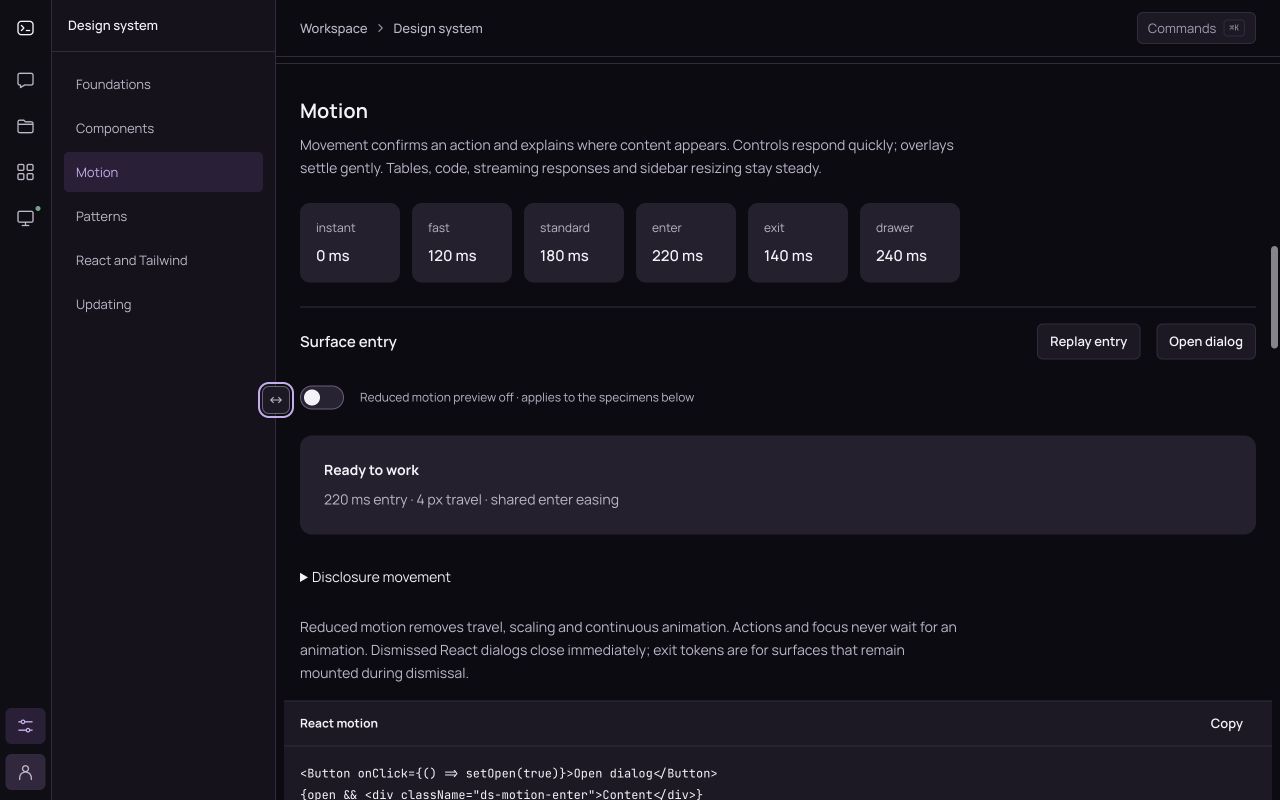 Design system
Workspace
Design system
Commands
⌘K
Foundations
Components
Motion
Patterns
React and Tailwind
Updating
Motion
Movement confirms an action and explains where content appears. Controls respond quickly; overlays
settle gently. Tables, code, streaming responses and sidebar resizing stay steady.
instant
0 ms
fast
120 ms
standard
180 ms
enter
220 ms
exit
140 ms
drawer
240 ms
Surface entry
Replay entry
Open dialog
Reduced motion preview off · applies to the specimens below
Ready to work
220 ms entry · 4 px travel · shared enter easing
Disclosure movement
Reduced motion removes travel, scaling and continuous animation. Actions and focus never wait for an
animation. Dismissed React dialogs close immediately; exit tokens are for surfaces that remain
mounted during dismissal.
React motion
Copy
<Button onClick={() => setOpen(true)}>Open dialog</Button>
{open && <div className="ds-motion-enter">Content</div>}